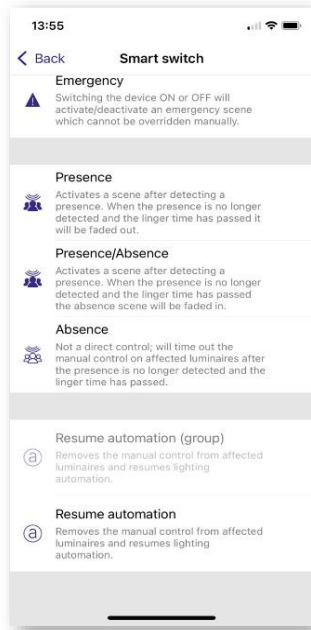 13:55
Back
Smart switch
Emergency
Switching the device ON or OFF will
activate/deactivate an emergency scene
which cannot be overridden manually.
Presence
Activates a scene after detecting a
presence. When the presence is no longer
detected and the linger time has passed it
will be faded out.
Presence/Absence
Activates a scene after detecting a
presence. When the presence is no longer
detected and the linger time has passed
the absence scene will be faded in.
Absence
Not a direct control; will time out the
manual control on affected luminaires after
the presence is no longer detected and the
linger time has passed.
Resume automation (group)
Removes the manual control from affected
luminaires and resumes lighting
automation.
Resume automation
Removes the manual control from affected
luminaires and resumes lighting
automation.